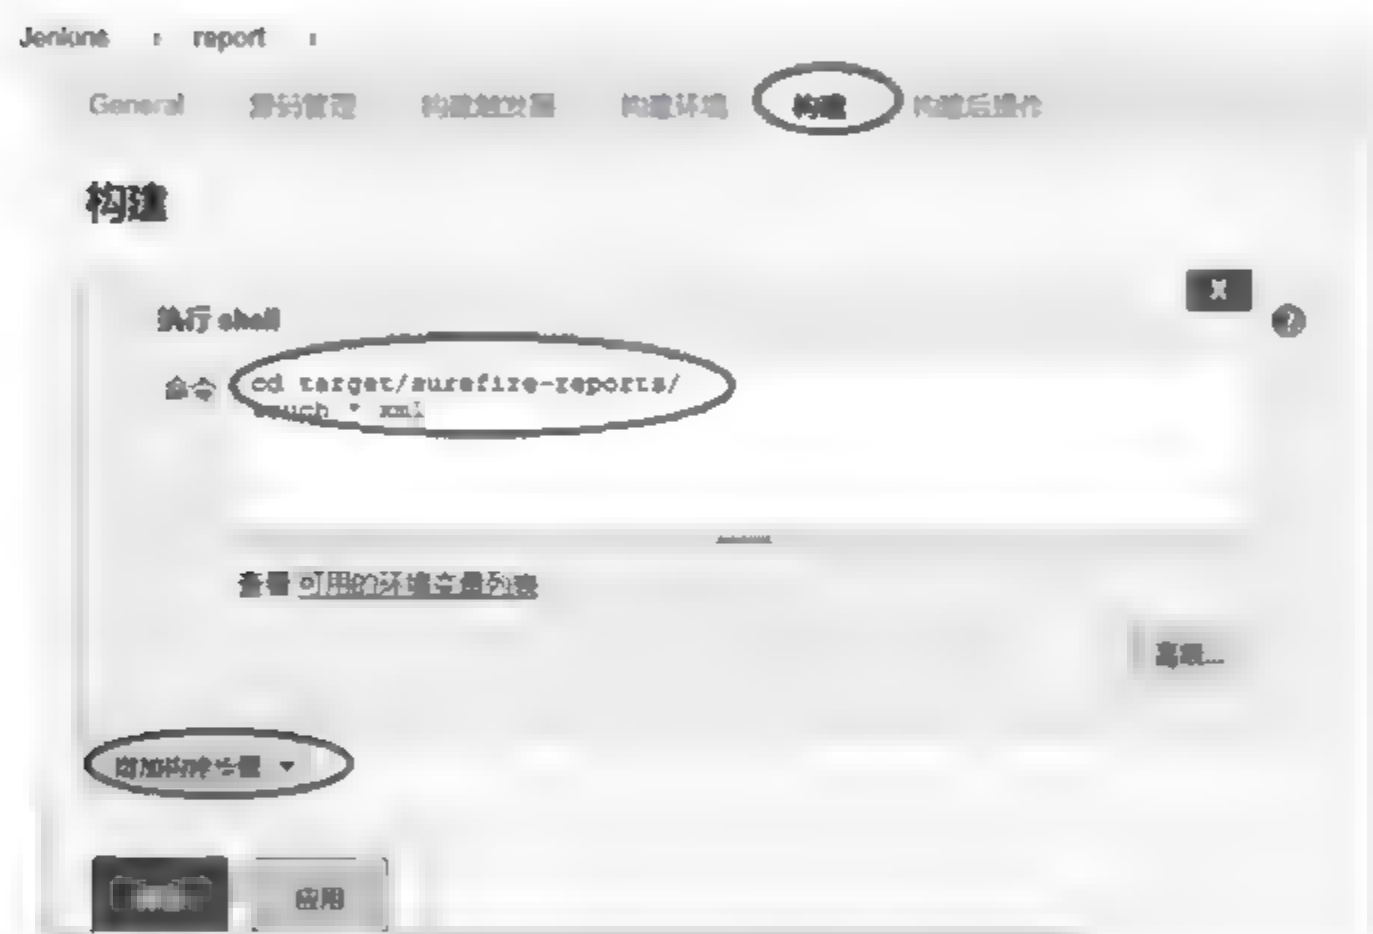 Jenkins report
General 源码管理 构建触发器 构建环境 构建 构建后操作
构建
X
执行 shell
?
命令 cd target/surefire-reports/
touch * xml
查看 可用的环境变量列表
高级...
增加构建步骤
应用